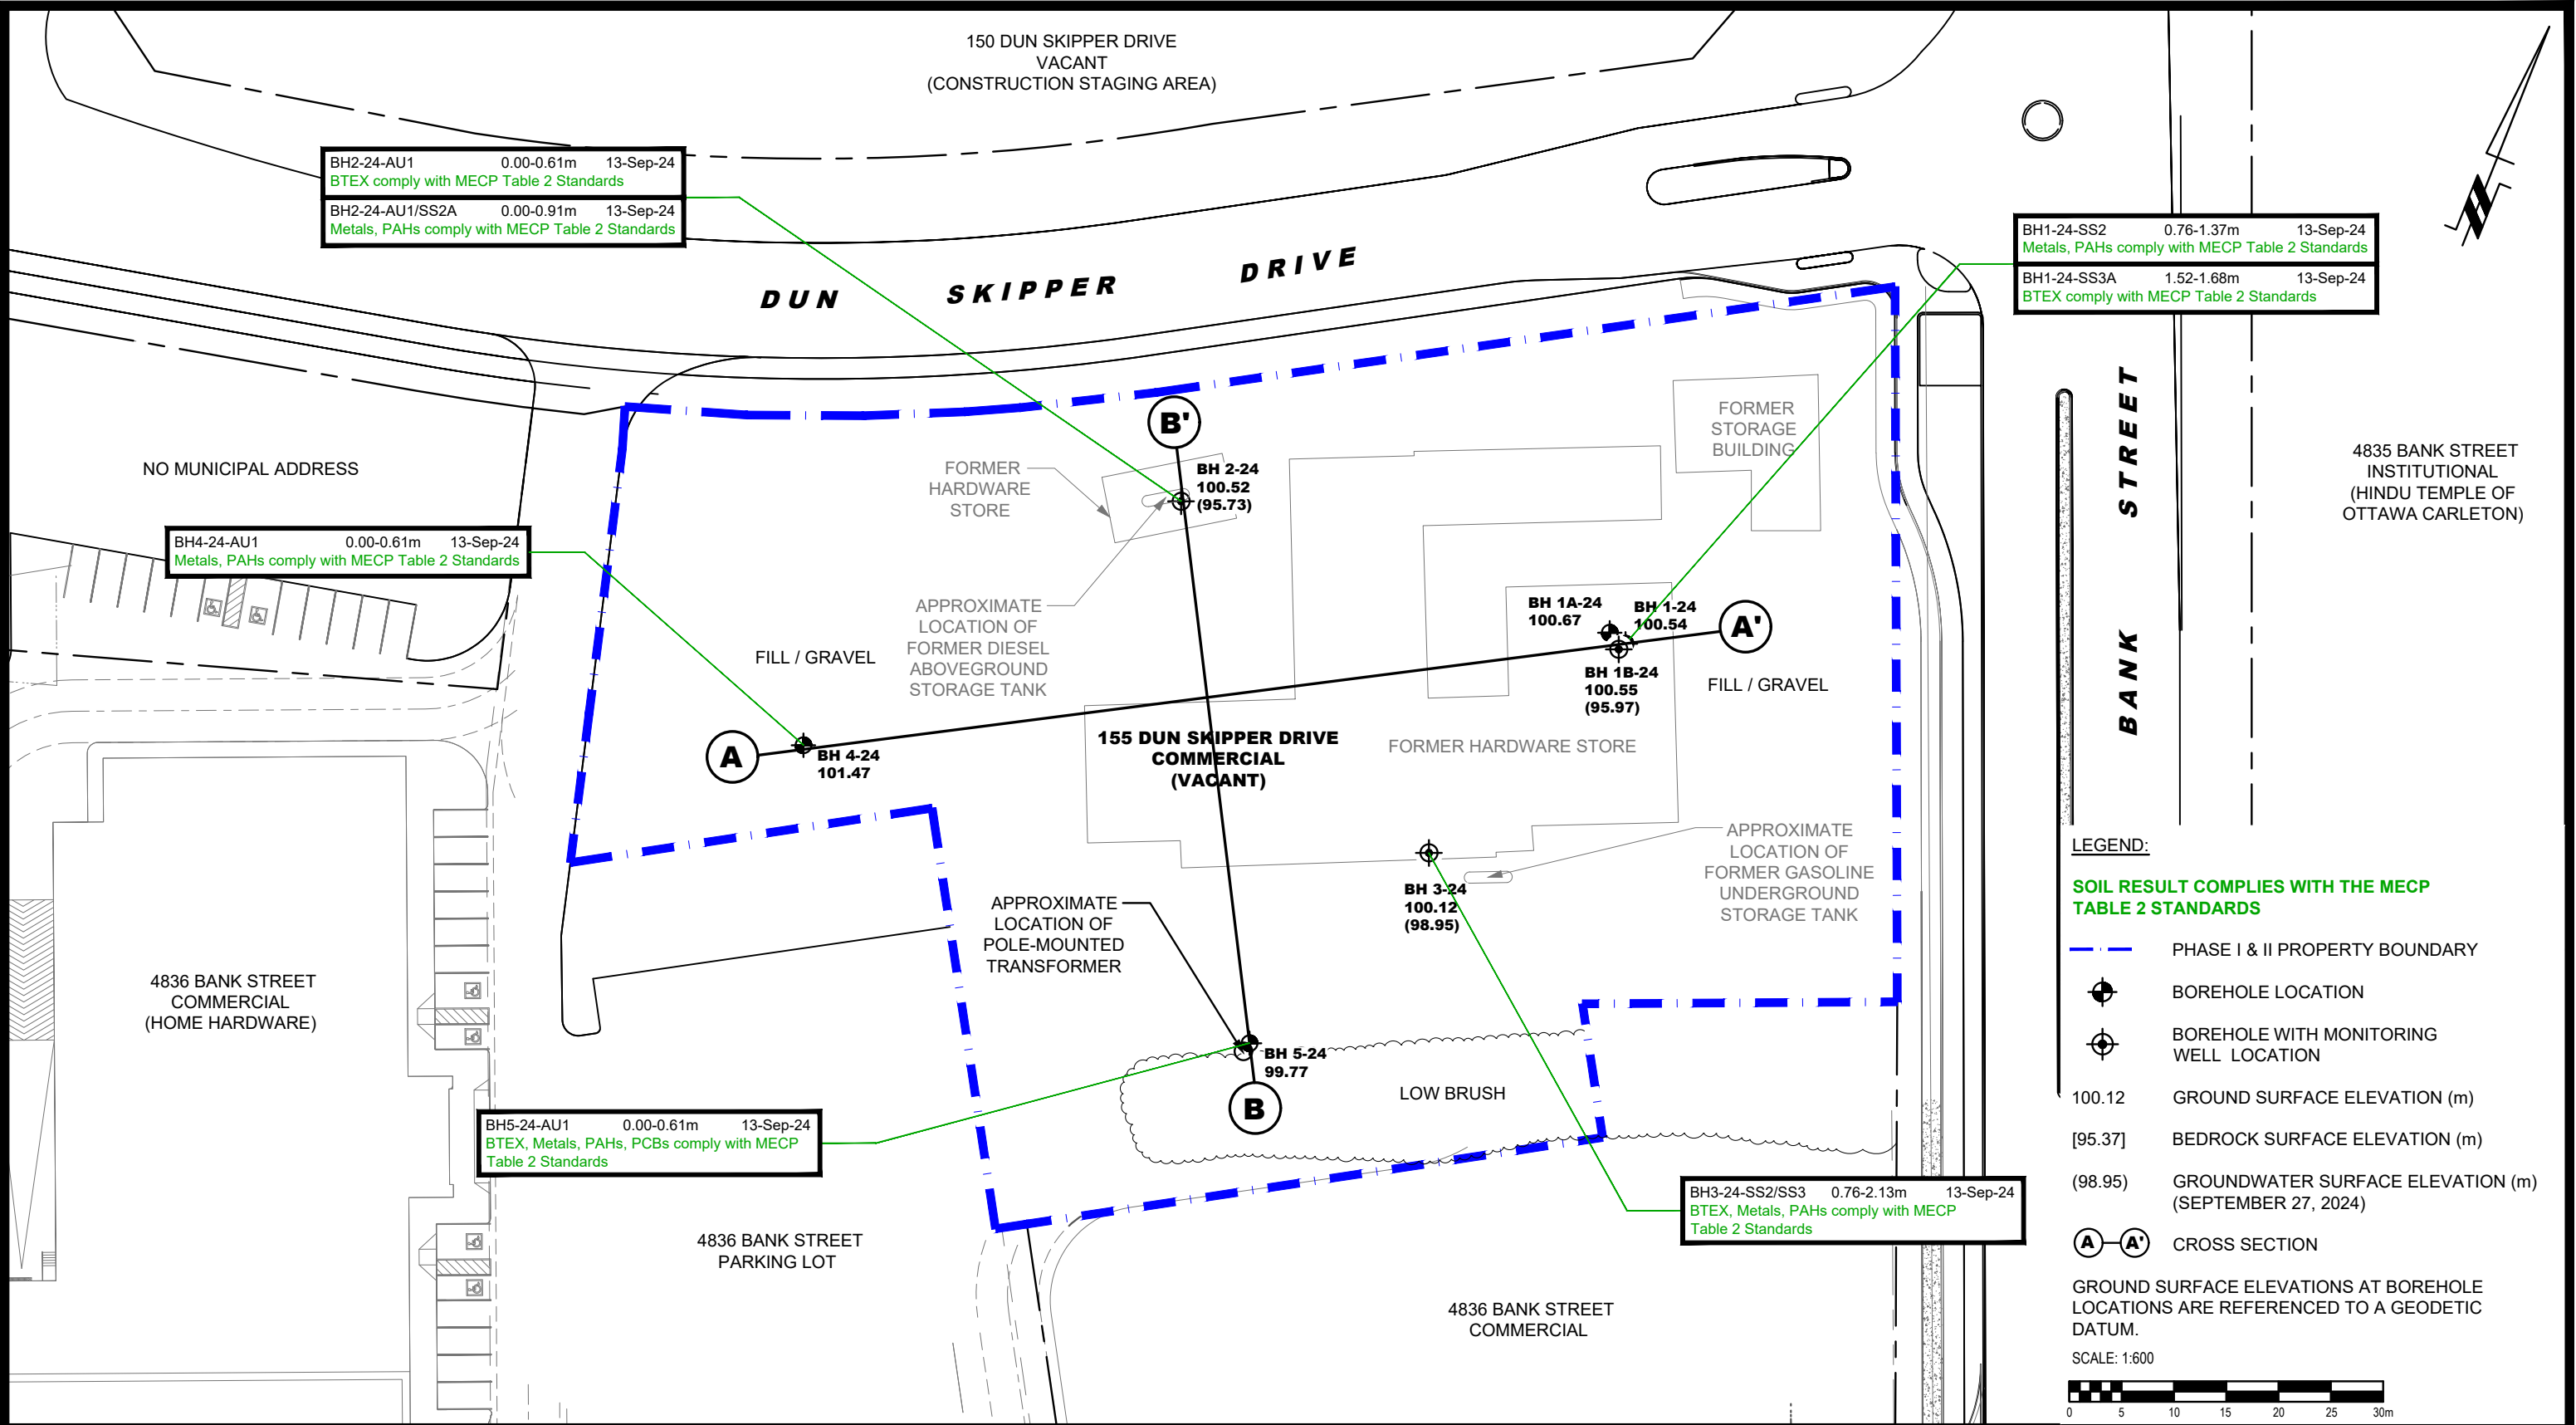 150 DUN SKIPPER DRIVE
VACANT
(CONSTRUCTION STAGING AREA)
BH2-24-AU1 0.00-0.61m 13-Sep-24
BTEX comply with MECP Table 2 Standards
BH2-24-AU1/SS2A 0.00-0.91m 13-Sep-24
Metals, PAHs comply with MECP Table 2 Standards
BH1-24-SS2 0.76-1.37m 13-Sep-24
Metals, PAHs comply with MECP Table 2 Standards
BH1-24-SS3A 1.52-1.68m 13-Sep-24
BTEX comply with MECP Table 2 Standards
DUN SKIPPER DRIVE
BANK STREET
NO MUNICIPAL ADDRESS
4835 BANK STREET
INSTITUTIONAL
(HINDU TEMPLE OF
OTTAWA CARLETON)
B'
BH 2-24
100.52
(95.73)
FORMER
HARDWARE
STORE
FORMER
STORAGE
BUILDING
BH4-24-AU1 0.00-0.61m 13-Sep-24
Metals, PAHs comply with MECP Table 2 Standards
APPROXIMATE
LOCATION OF
FORMER DIESEL
ABOVEGROUND
STORAGE TANK
FILL / GRAVEL
BH 1A-24
100.67
BH 1-24
100.54
A'
BH 1B-24
100.55
(95.97)
FILL / GRAVEL
A
BH 4-24
101.47
155 DUN SKIPPER DRIVE
COMMERCIAL
(VACANT)
FORMER HARDWARE STORE
APPROXIMATE
LOCATION OF
FORMER GASOLINE
UNDERGROUND
STORAGE TANK
BH 3-24
100.12
(98.95)
APPROXIMATE
LOCATION OF
POLE-MOUNTED
TRANSFORMER
BH 5-24
99.77
B
LOW BRUSH
4836 BANK STREET
COMMERCIAL
(HOME HARDWARE)
BH5-24-AU1 0.00-0.61m 13-Sep-24
BTEX, Metals, PAHs, PCBs comply with MECP
Table 2 Standards
BH3-24-SS2/SS3 0.76-2.13m 13-Sep-24
BTEX, Metals, PAHs comply with MECP
Table 2 Standards
4836 BANK STREET
PARKING LOT
4836 BANK STREET
COMMERCIAL
LEGEND:
SOIL RESULT COMPLIES WITH THE MECP
TABLE 2 STANDARDS
PHASE I & II PROPERTY BOUNDARY
BOREHOLE LOCATION
BOREHOLE WITH MONITORING
WELL LOCATION
100.12 GROUND SURFACE ELEVATION (m)
[95.37] BEDROCK SURFACE ELEVATION (m)
(98.95) GROUNDWATER SURFACE ELEVATION (m)
(SEPTEMBER 27, 2024)
A A' CROSS SECTION
GROUND SURFACE ELEVATIONS AT BOREHOLE
LOCATIONS ARE REFERENCED TO A GEODETIC
DATUM.
SCALE: 1:600
0 5 10 15 20 25 30m